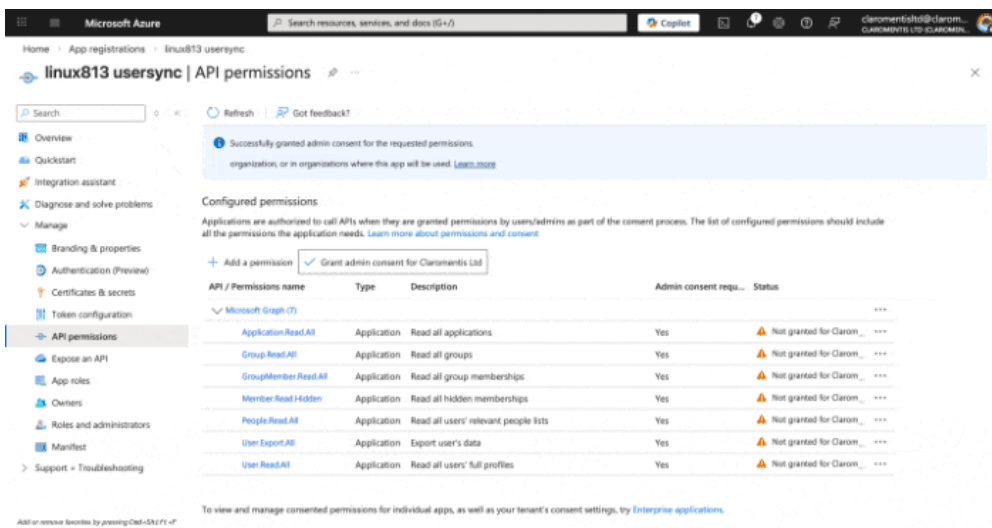 Microsoft Azure
Search resources, services, and docs (G+/)
Copilot
claromentisltd@clarom...
CLAROMENTIS LTD (CLAROMEN...
Home > App registrations > linux813 usersync
linux813 usersync | API permissions
Search
Refresh
Got feedback?
Overview
Quickstart
Integration assistant
Diagnose and solve problems
Manage
Branding & properties
Authentication (Preview)
Certificates & secrets
Token configuration
API permissions
Expose an API
App roles
Owners
Roles and administrators
Manifest
Support + Troubleshooting
Add or remove favorites by pressing Cmd+Shift+F
Successfully granted admin consent for the requested permissions.
organization, or in organizations where this app will be used. Learn more
Configured permissions
Applications are authorized to call APIs when they are granted permissions by users/admins as part of the consent process. The list of configured permissions should include
all the permissions the application needs. Learn more about permissions and consent
Add a permission
Grant admin consent for Claromentis Ltd
API / Permissions name Type Description Admin consent requ... Status
Microsoft Graph (7)
Application.Read.All Application Read all applications Yes Not granted for Clarom...
Group.Read.All Application Read all groups Yes Not granted for Clarom...
GroupMember.Read.All Application Read all group memberships Yes Not granted for Clarom...
Member.Read.Hidden Application Read all hidden memberships Yes Not granted for Clarom...
People.Read.All Application Read all users' relevant people lists Yes Not granted for Clarom...
User.Export.All Application Export user's data Yes Not granted for Clarom...
User.Read.All Application Read all users' full profiles Yes Not granted for Clarom...
To view and manage consented permissions for individual apps, as well as your tenant's consent settings, try Enterprise applications.